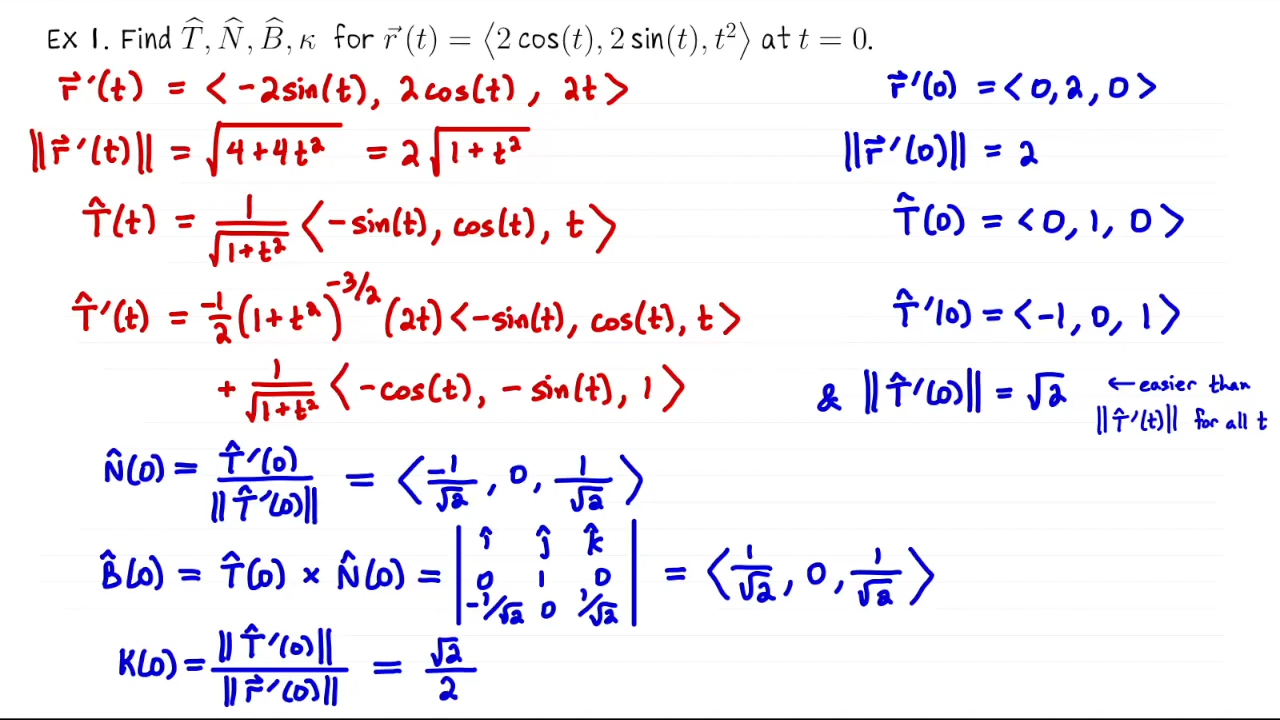 Ex 1. Find T̂, N̂, B̂, κ for r⃗(t) = ⟨2 cos(t), 2 sin(t), t²⟩ at t = 0.
r⃗′(t) = <-2sin(t), 2cos(t), 2t> r⃗′(0) = <0,2,0>
‖r⃗′(t)‖ = √(4+4t²) = 2√(1+t²) ‖r⃗′(0)‖ = 2
T̂(t) = 1/√(1+t²) <-sin(t), cos(t), t> T̂(0) = <0,1,0>
T̂′(t) = -1/2 (1+t²)^(-3/2) (2t) <-sin(t), cos(t), t> T̂′(0) = <-1,0,1>
+ 1/√(1+t²) <-cos(t), -sin(t), 1> & ‖T̂′(0)‖ = √2 ← easier than
‖T̂′(t)‖ for all t
N̂(0) = T̂′(0)/‖T̂′(0)‖ = <-1/√2, 0, 1/√2>
B̂(0) = T̂(0) × N̂(0) = | î ĵ k̂ |
| 0 1 0 | = <1/√2, 0, 1/√2>
| -1/√2 0 1/√2 |
K(0) = ‖T̂′(0)‖/‖r⃗′(0)‖ = √2/2